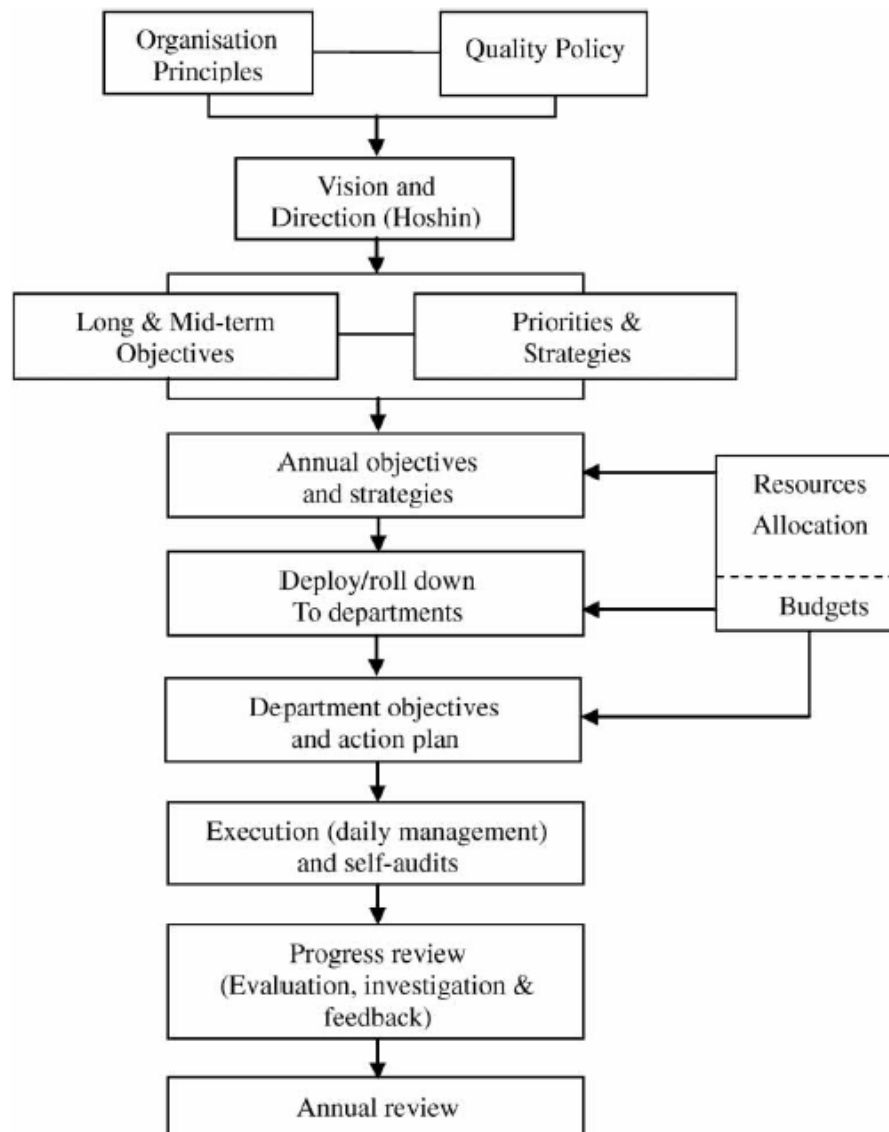 Organisation
Principles
Quality Policy
Vision and
Direction (Hoshin)
Long & Mid-term
Objectives
Priorities &
Strategies
Annual objectives
and strategies
Resources
Allocation
Budgets
Deploy/roll down
To departments
Department objectives
and action plan
Execution (daily management)
and self-audits
Progress review
(Evaluation, investigation &
feedback)
Annual review